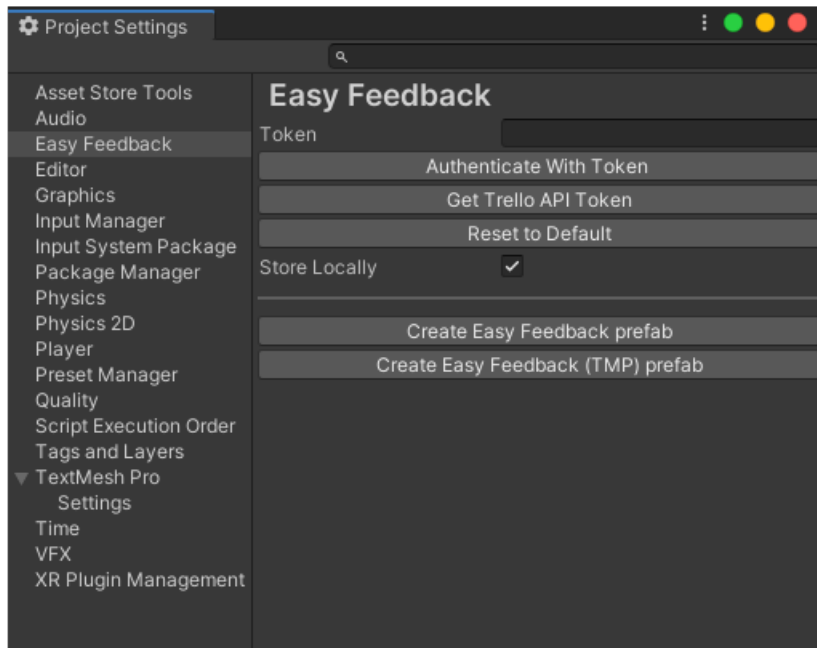 Project Settings
Asset Store Tools
Audio
Easy Feedback
Editor
Graphics
Input Manager
Input System Package
Package Manager
Physics
Physics 2D
Player
Preset Manager
Quality
Script Execution Order
Tags and Layers
TextMesh Pro
Settings
Time
VFX
XR Plugin Management
Easy Feedback
Token
Authenticate With Token
Get Trello API Token
Reset to Default
Store Locally
Create Easy Feedback prefab
Create Easy Feedback (TMP) prefab